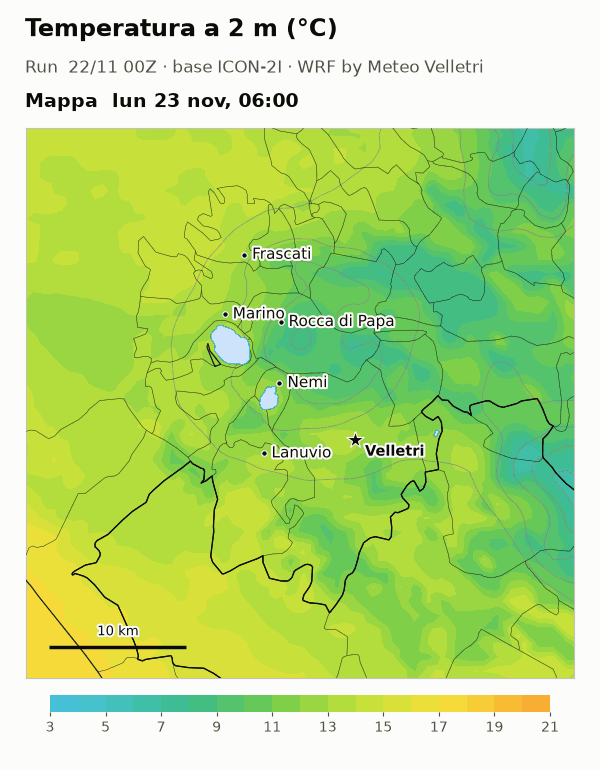 Temperatura a 2 m (°C)
Run  22/11 00Z · base ICON-2I · WRF by Meteo Velletri
Mappa  lun 23 nov, 06:00
Frascati
Marino
Rocca di Papa
Nemi
Velletri
Lanuvio
10 km
3 5 7 9 11 13 15 17 19 21